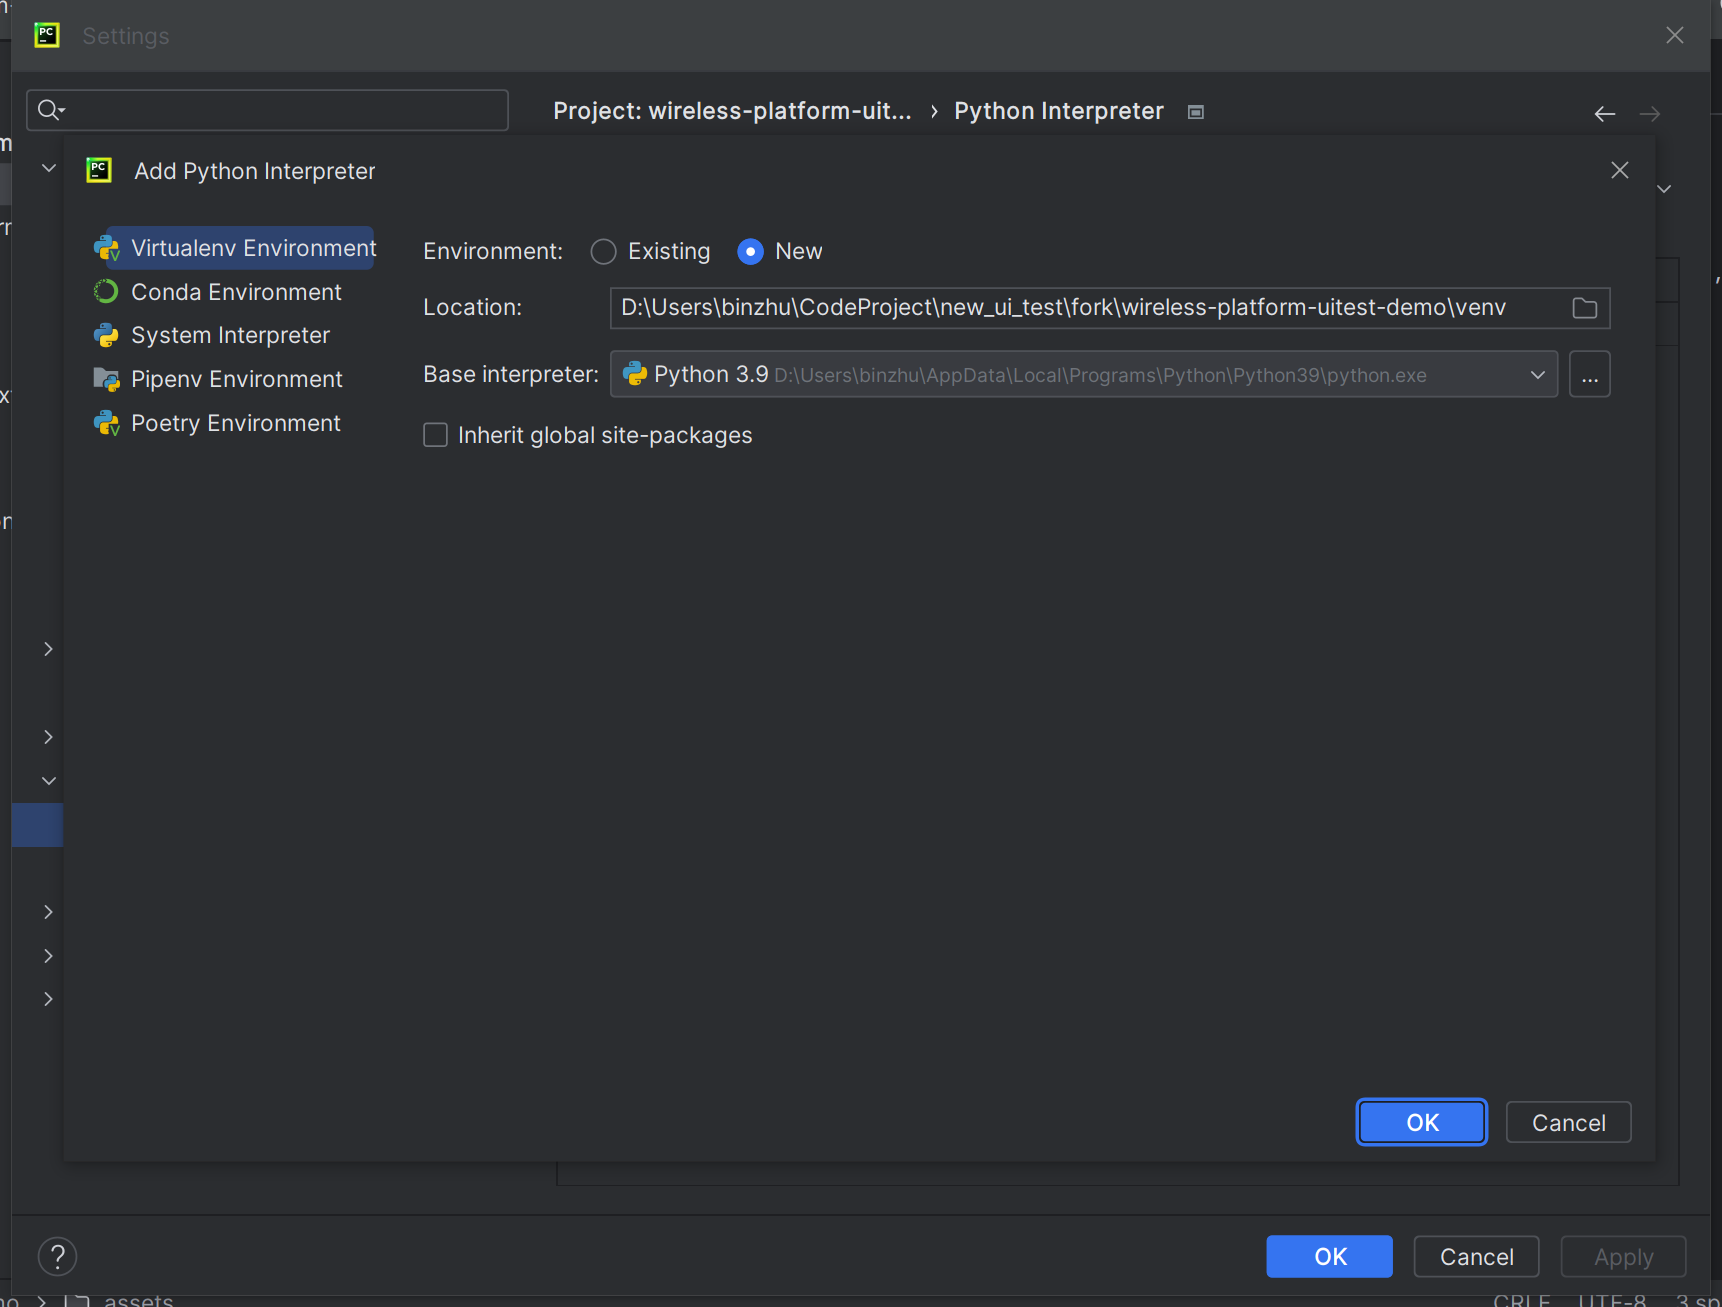 Settings
Project: wireless-platform-uit... › Python Interpreter
Add Python Interpreter
Virtualenv Environment
Conda Environment
System Interpreter
Pipenv Environment
Poetry Environment
Environment: Existing New
Location: D:\Users\binzhu\CodeProject\new_ui_test\fork\wireless-platform-uitest-demo\venv
Base interpreter: Python 3.9 D:\Users\binzhu\AppData\Local\Programs\Python\Python39\python.exe ...
Inherit global site-packages
OK Cancel
? OK Cancel Apply
assets CRLF UTF-8